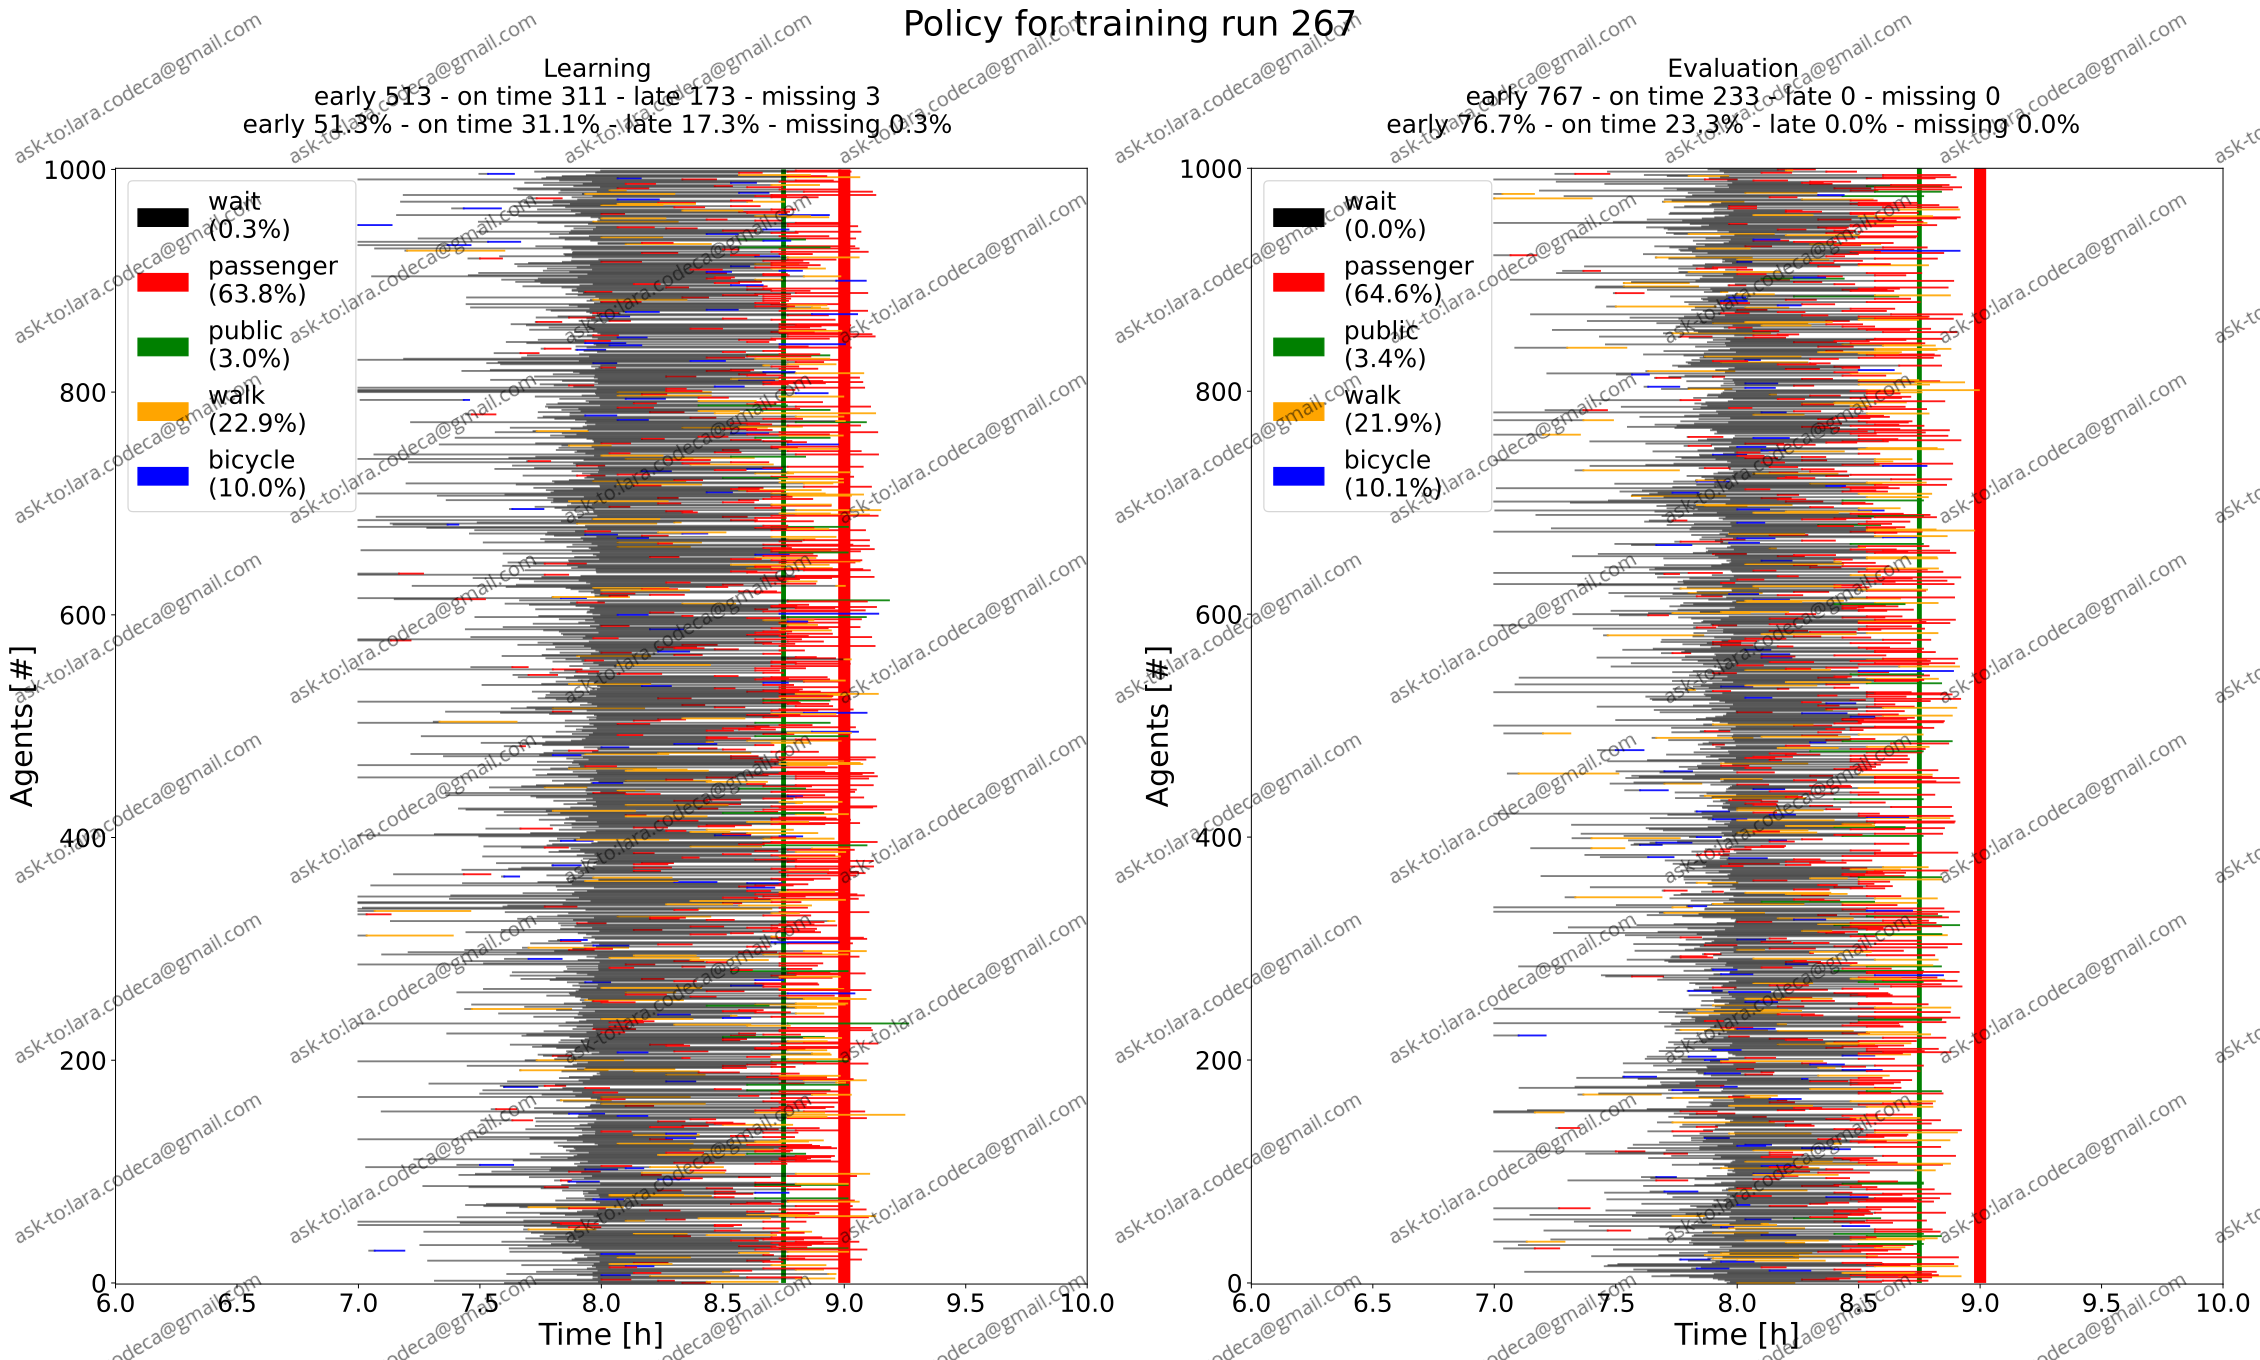 Policy for training run 267
Learning
early 513 - on time 311 - late 173 - missing 3
early 51.3% - on time 31.1% - late 17.3% - missing 0.3%
1000
800
600
400
200
0
Agents [#]
wait
(0.3%)
passenger
(63.8%)
public
(3.0%)
walk
(22.9%)
bicycle
(10.0%)
6.0 6.5 7.0 7.5 8.0 8.5 9.0 9.5 10.0
Time [h]
Evaluation
early 767 - on time 233 - late 0 - missing 0
early 76.7% - on time 23.3% - late 0.0% - missing 0.0%
1000
800
600
400
200
0
Agents [#]
wait
(0.0%)
passenger
(64.6%)
public
(3.4%)
walk
(21.9%)
bicycle
(10.1%)
6.0 6.5 7.0 7.5 8.0 8.5 9.0 9.5 10.0
Time [h]
ask-to:lara.codeca@gmail.com